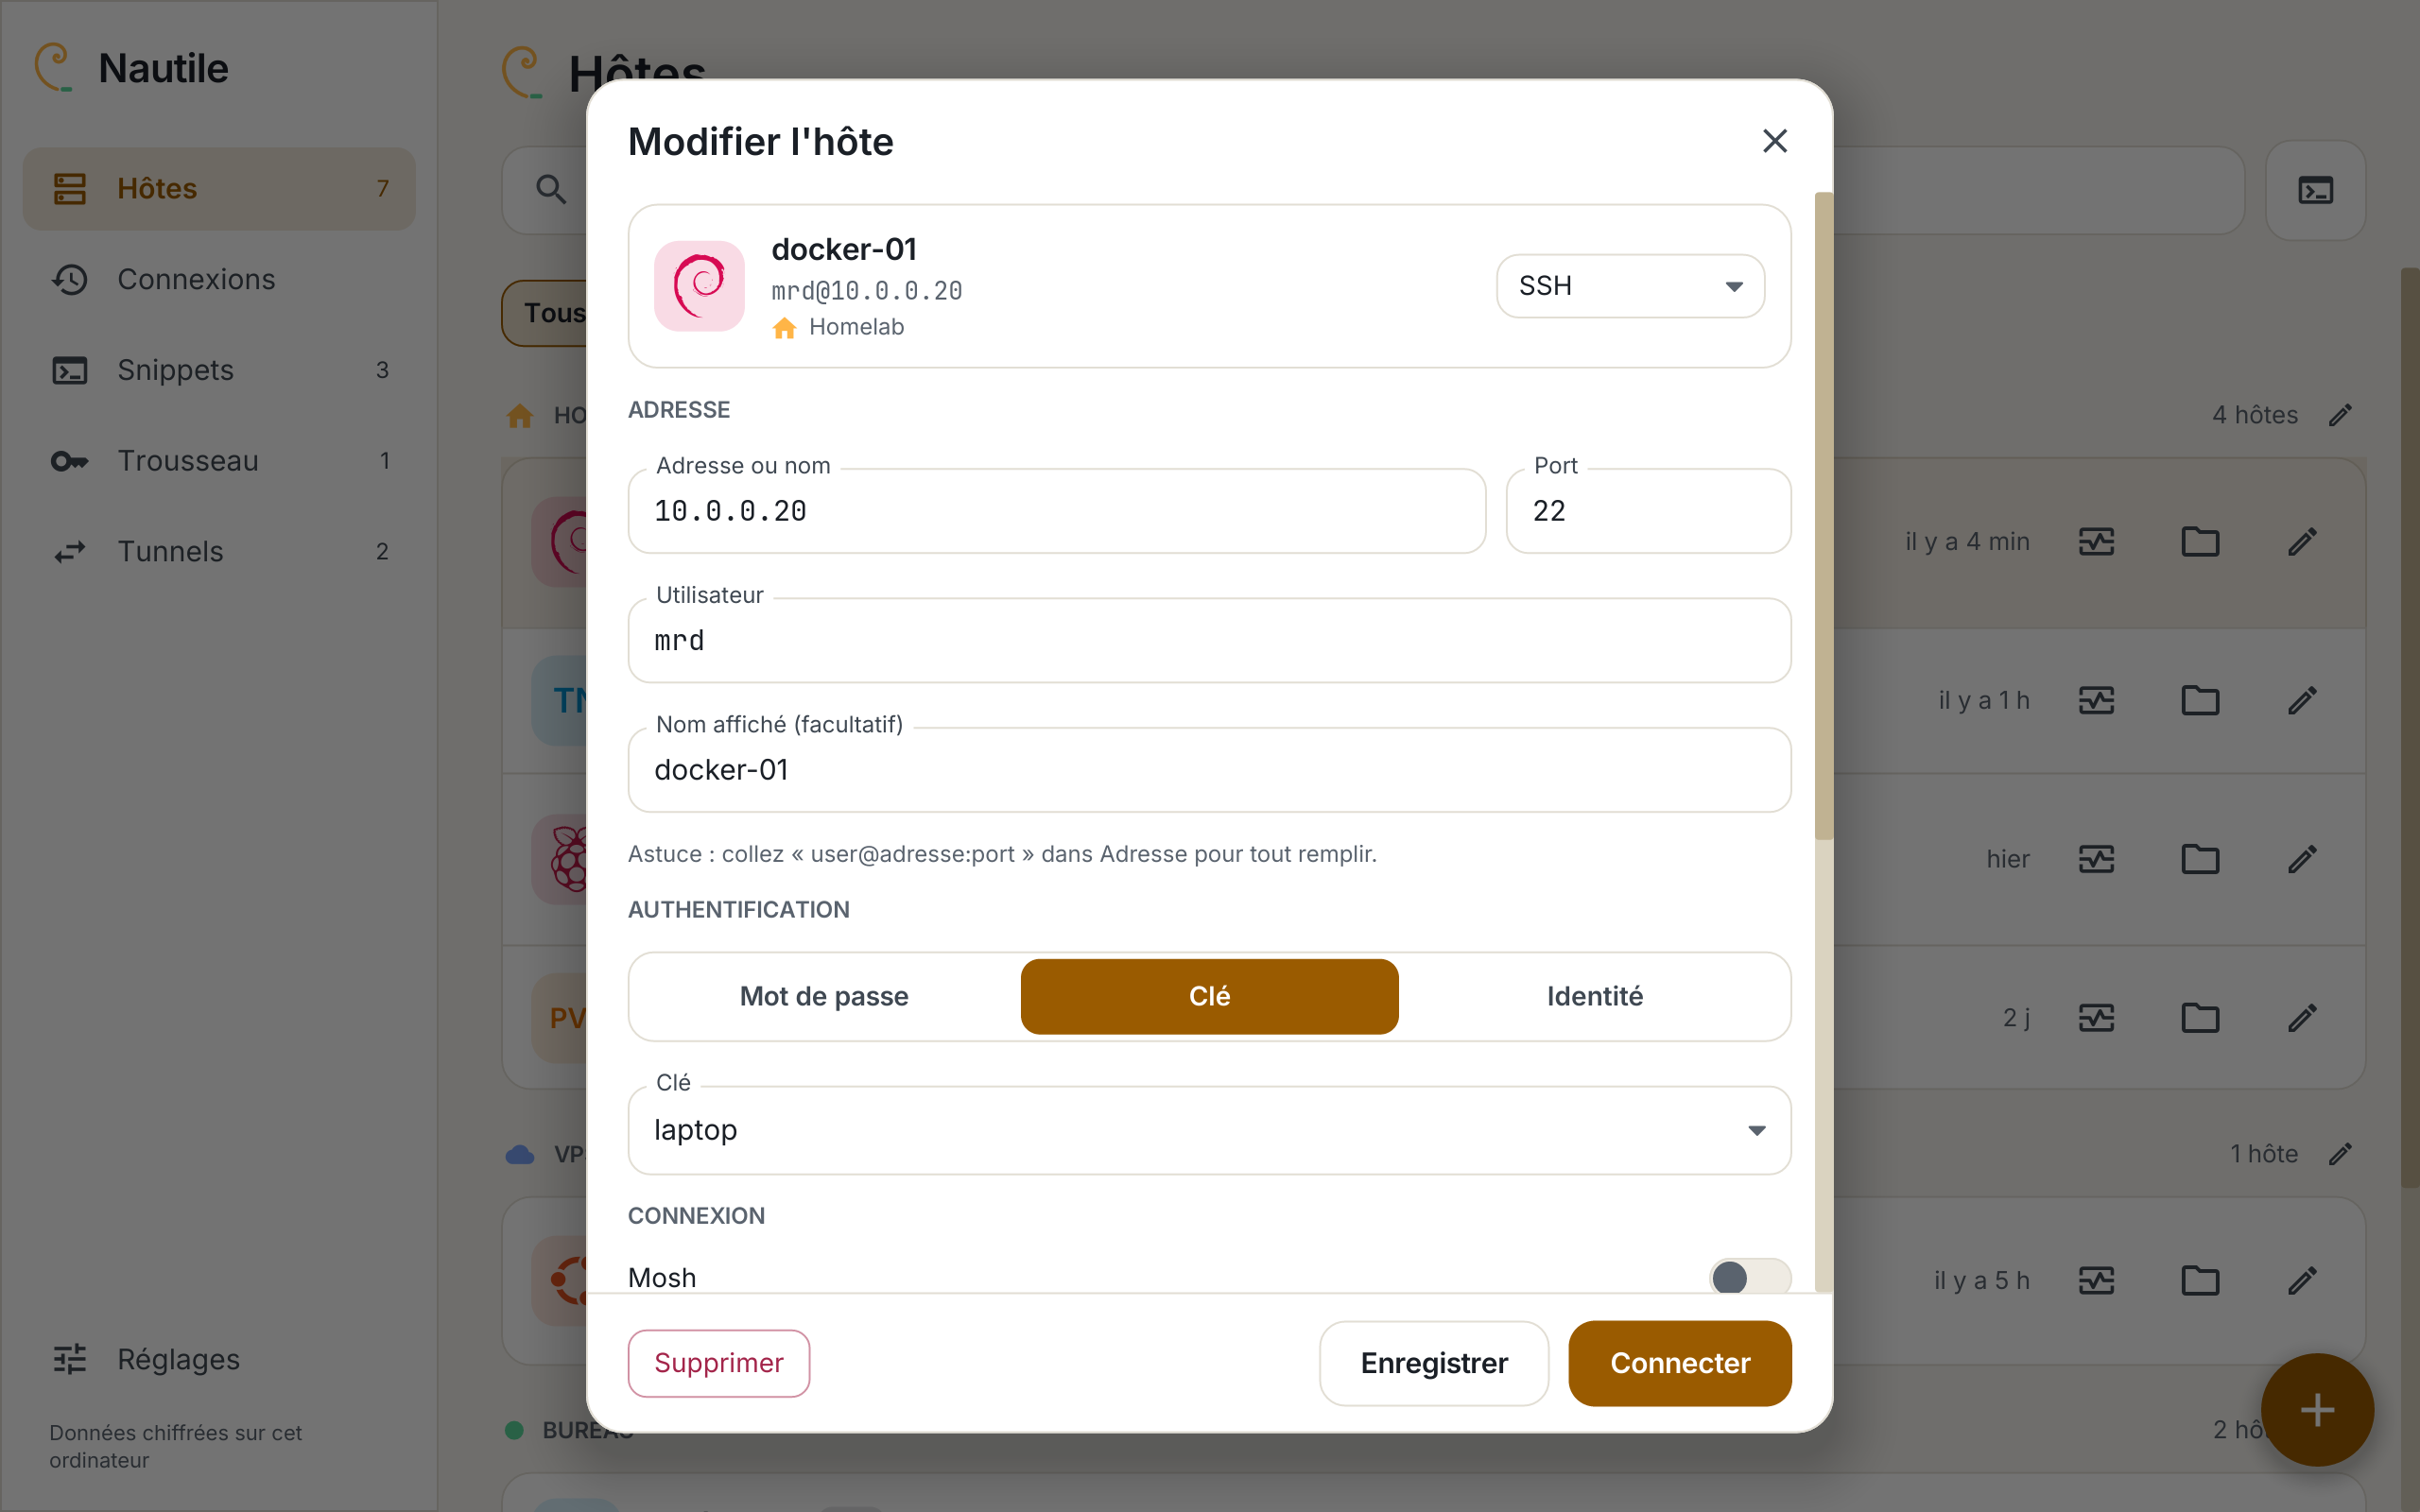 Nautile
Hôtes 7
Connexions
Snippets 3
Trousseau 1
Tunnels 2
Réglages
Données chiffrées sur cet
ordinateur
Hôtes
Tous
4 hôtes
il y a 4 min
il y a 1 h
hier
2 j
1 hôte
il y a 5 h
Modifier l'hôte
docker-01
mrd@10.0.0.20
Homelab
SSH
ADRESSE
Adresse ou nom
10.0.0.20
Port
22
Utilisateur
mrd
Nom affiché (facultatif)
docker-01
Astuce : collez « user@adresse:port » dans Adresse pour tout remplir.
AUTHENTIFICATION
Mot de passe
Clé
Identité
Clé
laptop
CONNEXION
Mosh
Supprimer
Enregistrer
Connecter